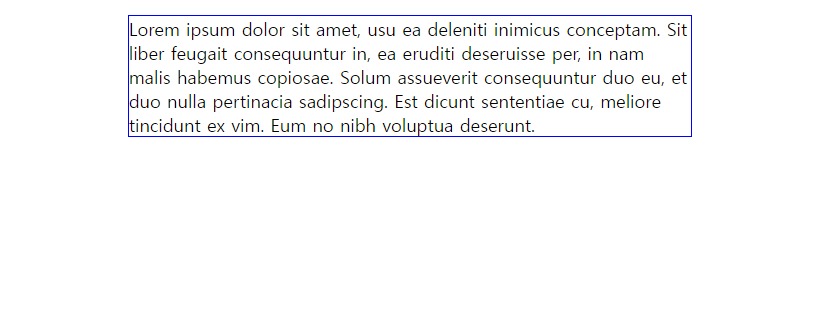 Lorem ipsum dolor sit amet, usu ea deleniti inimicus conceptam. Sit
liber feugait consequuntur in, ea eruditi deseruisse per, in nam
malis habemus copiosae. Solum assueverit consequuntur duo eu, et
duo nulla pertinacia sadipscing. Est dicunt sententiae cu, meliore
tincidunt ex vim. Eum no nibh voluptua deserunt.